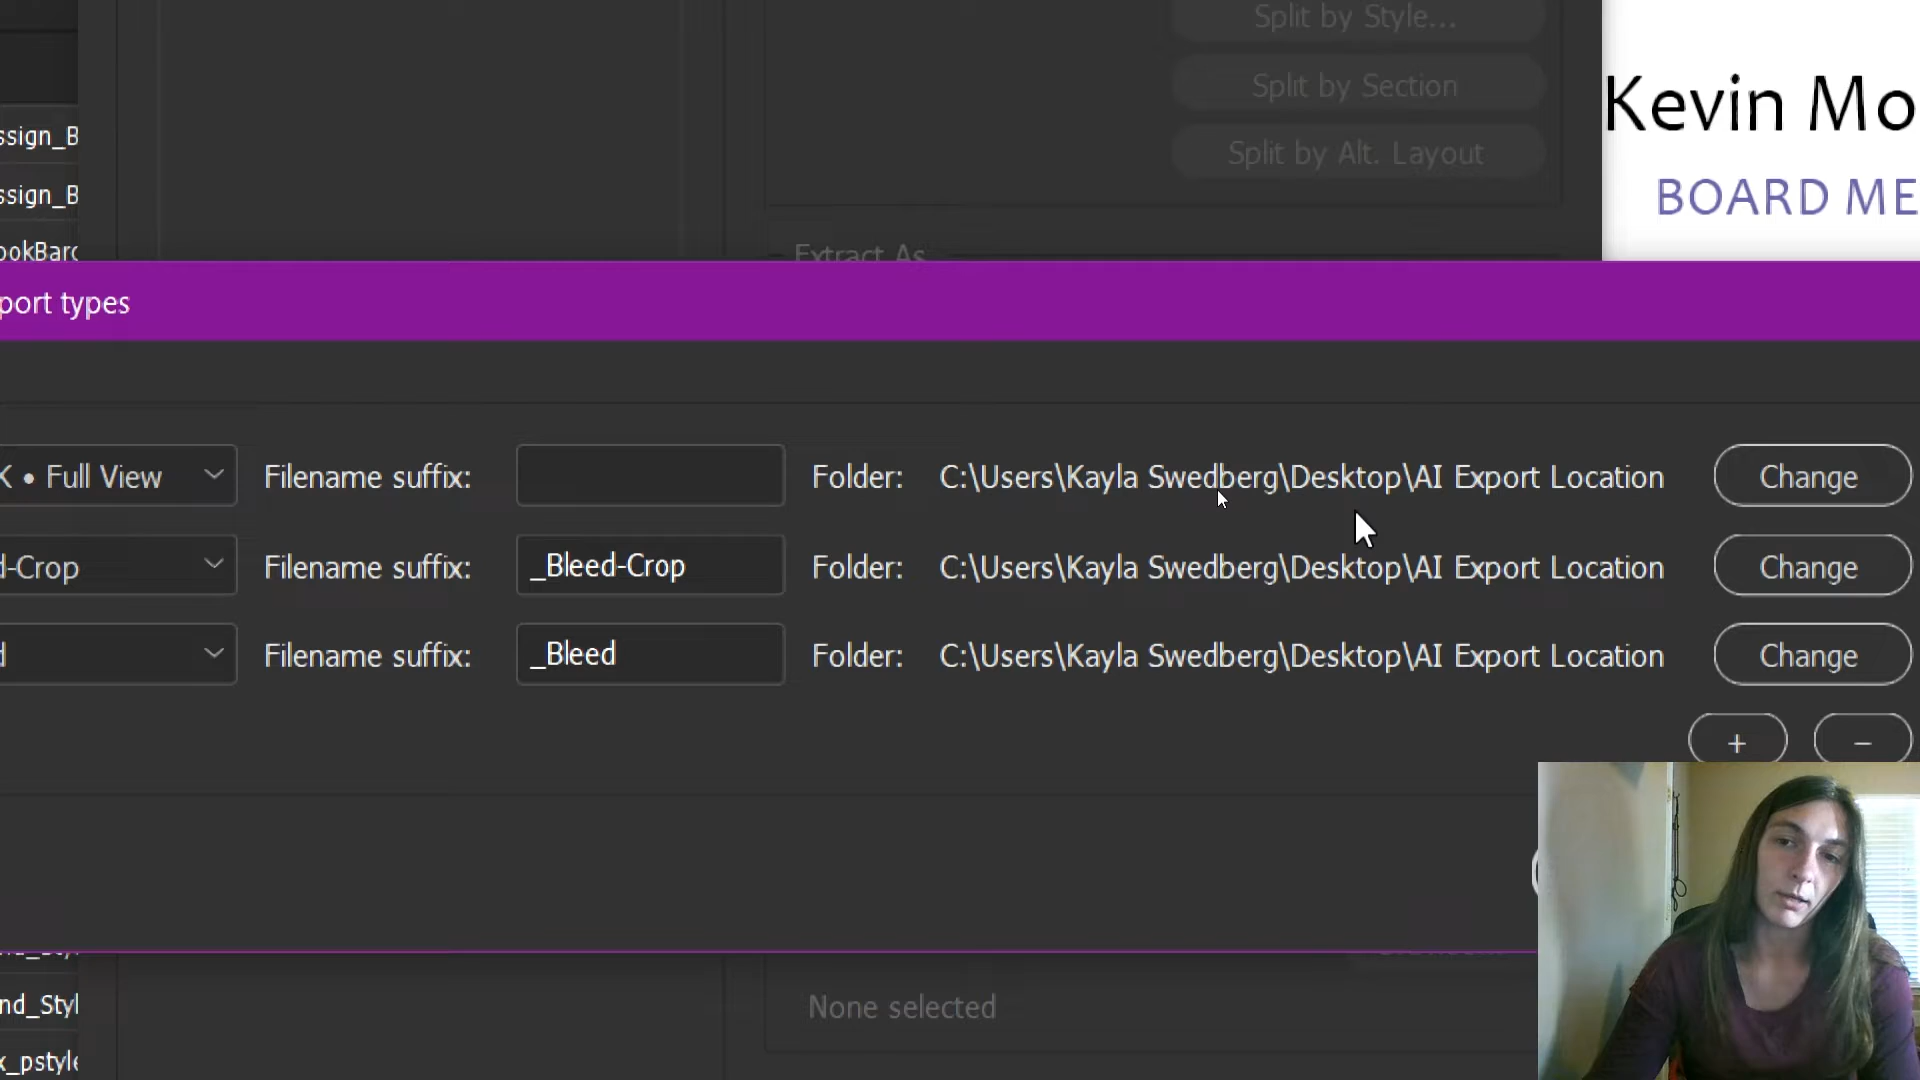 Split by Style...
Split by Section
Split by Alt. Layout
Kevin Mo
BOARD ME
ssign_B
ssign_B
ookBarc
Extract As
port types
K • Full View
Filename suffix:
Folder: C:\Users\Kayla Swedberg\Desktop\AI Export Location
Change
d-Crop
Filename suffix: _Bleed-Crop
Folder: C:\Users\Kayla Swedberg\Desktop\AI Export Location
Change
d
Filename suffix: _Bleed
Folder: C:\Users\Kayla Swedberg\Desktop\AI Export Location
Change
+ −
nd_Styl
None selected
x_pstyle